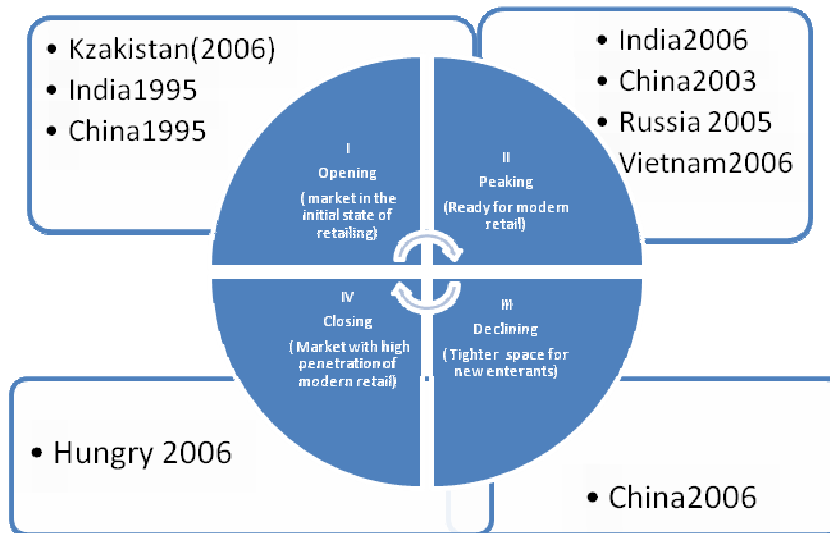 • Kzakistan(2006)
• India1995
• China1995
• India2006
• China2003
• Russia 2005
Vietnam2006
I
Opening
( market in the
initial state of
retailing)
II
Peaking
(Ready for modern
retail)
IV
Closing
( Market with high
penetration of
modern retail)
III
Declining
( Tighter space for
new enterants)
• Hungry 2006
• China2006